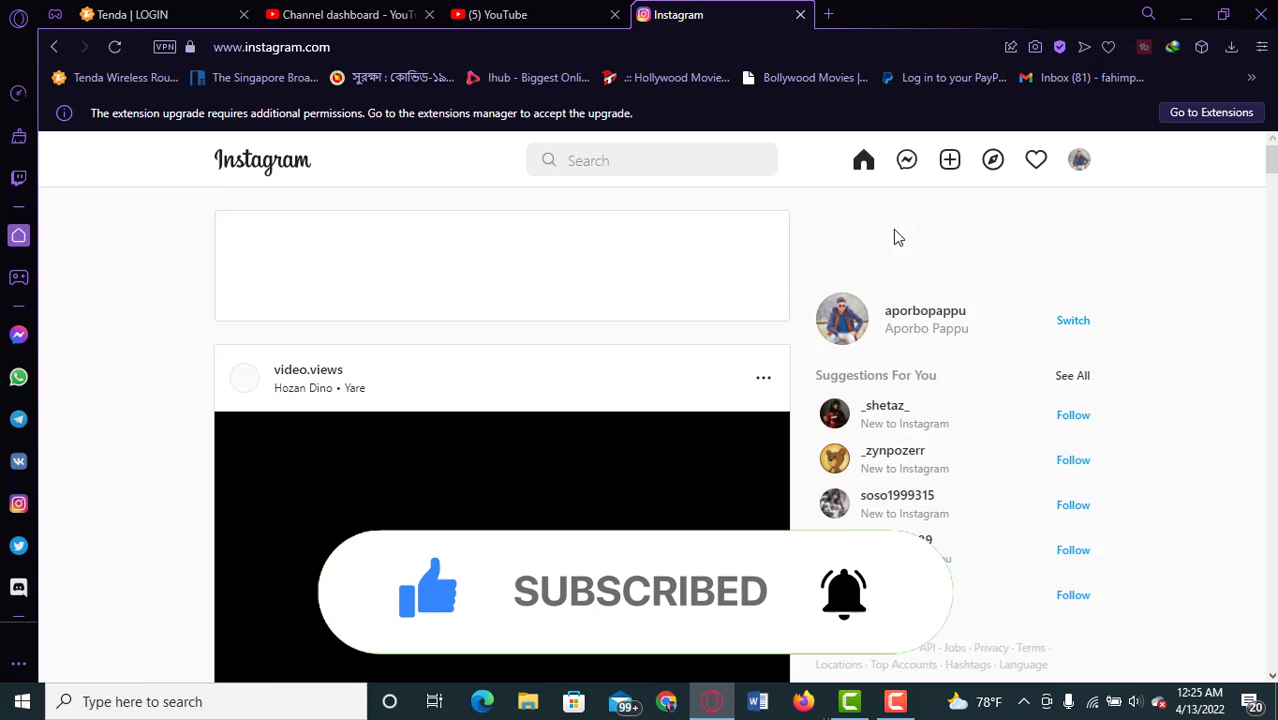 Tenda | LOGIN
Channel dashboard - YouTu
(5) YouTube
Instagram
VPN
www.instagram.com
Tenda Wireless Rou...
The Singapore Broa...
সুরক্ষা : কোভিড-১৯...
Ihub - Biggest Onlin...
.:: Hollywood Movie...
Bollywood Movies |...
Log in to your PayP...
Inbox (81) - fahimp...
The extension upgrade requires additional permissions. Go to the extensions manager to accept the upgrade.
Go to Extensions
Instagram
Search
aporbopappu
Aporbo Pappu
Switch
video.views
Hozan Dino • Yare
Suggestions For You
See All
_shetaz_
New to Instagram
Follow
_zynpozerr
New to Instagram
Follow
soso1999315
New to Instagram
Follow
Follow
SUBSCRIBED
Follow
API · Jobs · Privacy · Terms ·
Locations · Top Accounts · Hashtags · Language
Type here to search
99+
78°F
12:25 AM
4/13/2022
20